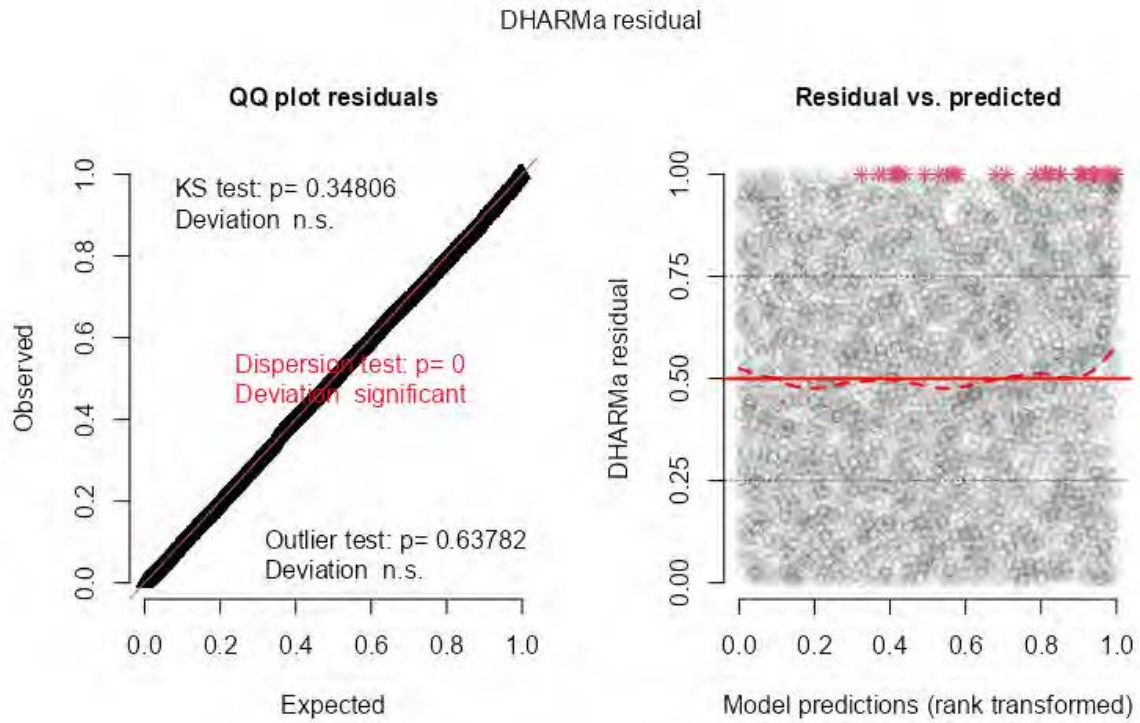 DHARMa residual
QQ plot residuals
KS test: p= 0.34806
Deviation n.s.
Dispersion test: p= 0
Deviation significant
Outlier test: p= 0.63782
Deviation n.s.
Observed
1.0
0.8
0.6
0.4
0.2
0.0
0.0 0.2 0.4 0.6 0.8 1.0
Expected
Residual vs. predicted
DHARMa residual
1.00
0.75
0.50
0.25
0.00
0.0 0.2 0.4 0.6 0.8 1.0
Model predictions (rank transformed)